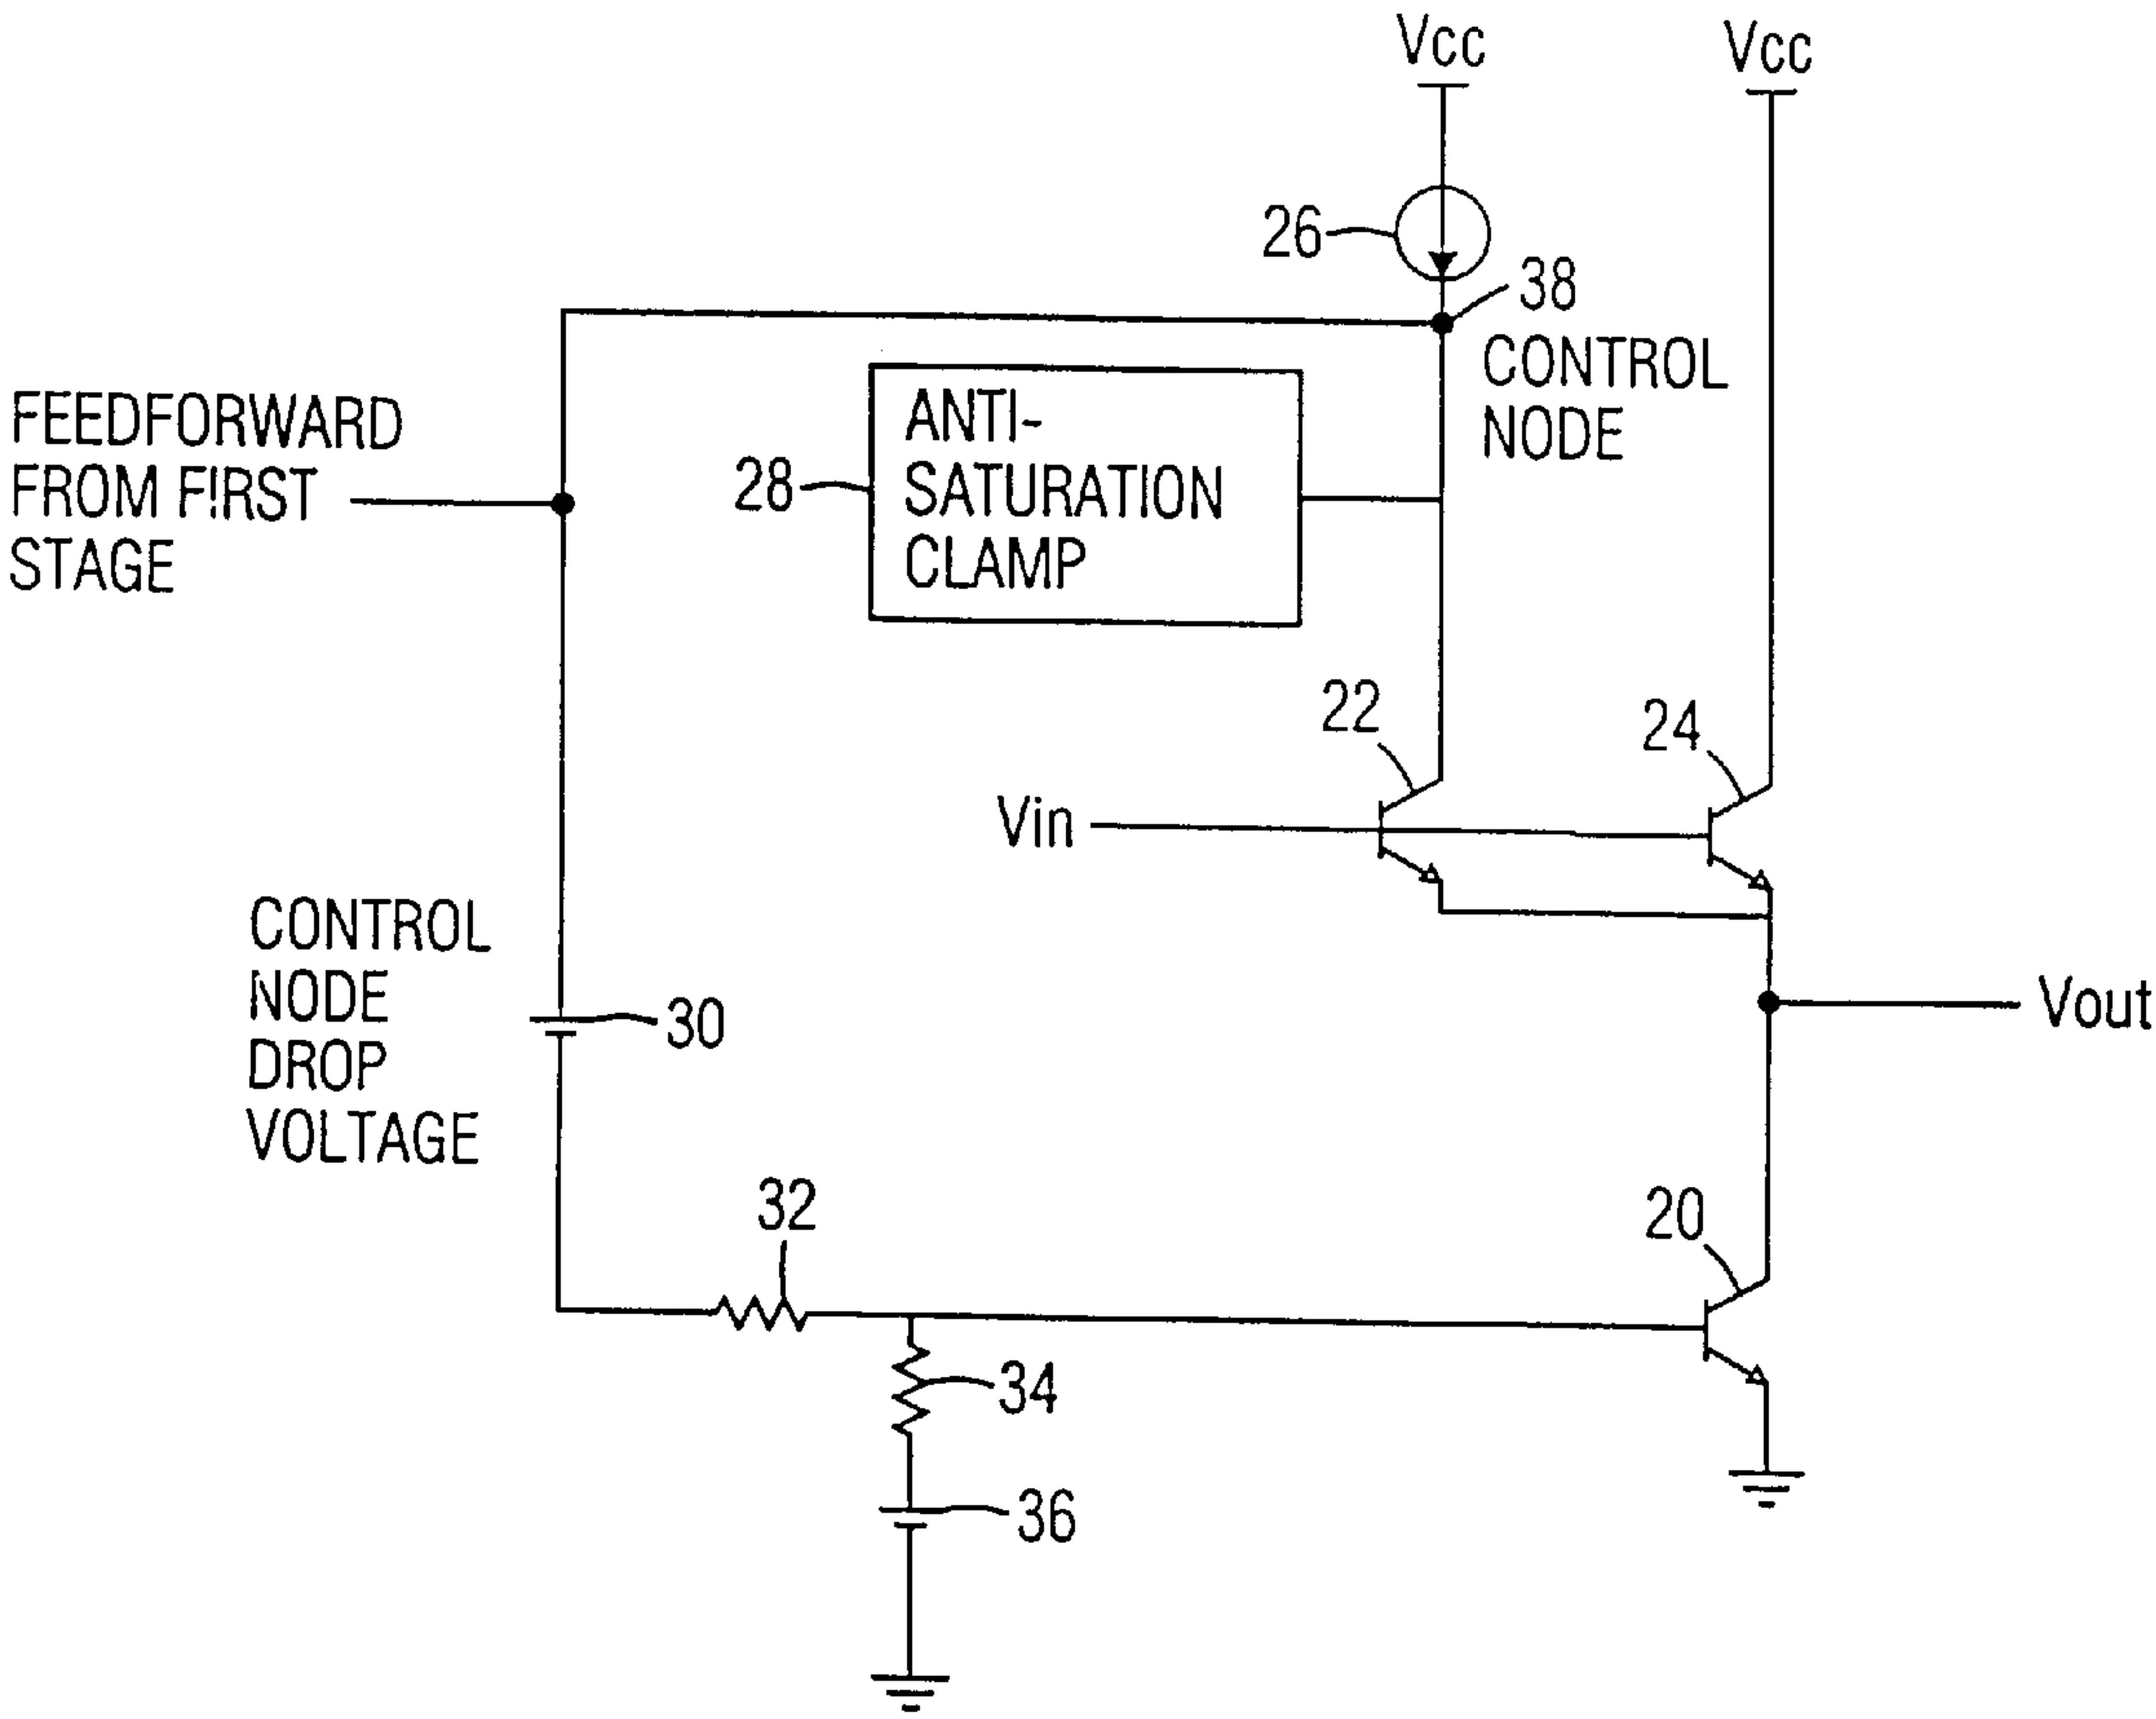 Vcc
Vcc
26
38
CONTROL
NODE
FEEDFORWARD
FROM FIRST
STAGE
28
ANTI-
SATURATION
CLAMP
22
24
Vin
CONTROL
NODE
DROP
VOLTAGE
30
Vout
32
20
34
36